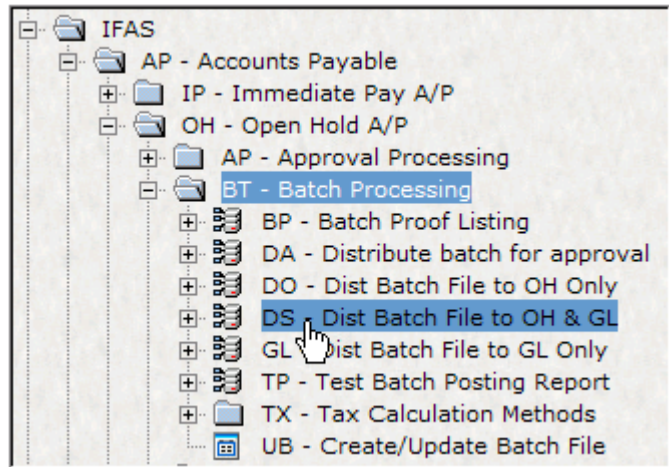 IFAS
AP - Accounts Payable
IP - Immediate Pay A/P
OH - Open Hold A/P
AP - Approval Processing
BT - Batch Processing
BP - Batch Proof Listing
DA - Distribute batch for approval
DO - Dist Batch File to OH Only
DS - Dist Batch File to OH & GL
GL Dist Batch File to GL Only
TP - Test Batch Posting Report
TX - Tax Calculation Methods
UB - Create/Update Batch File